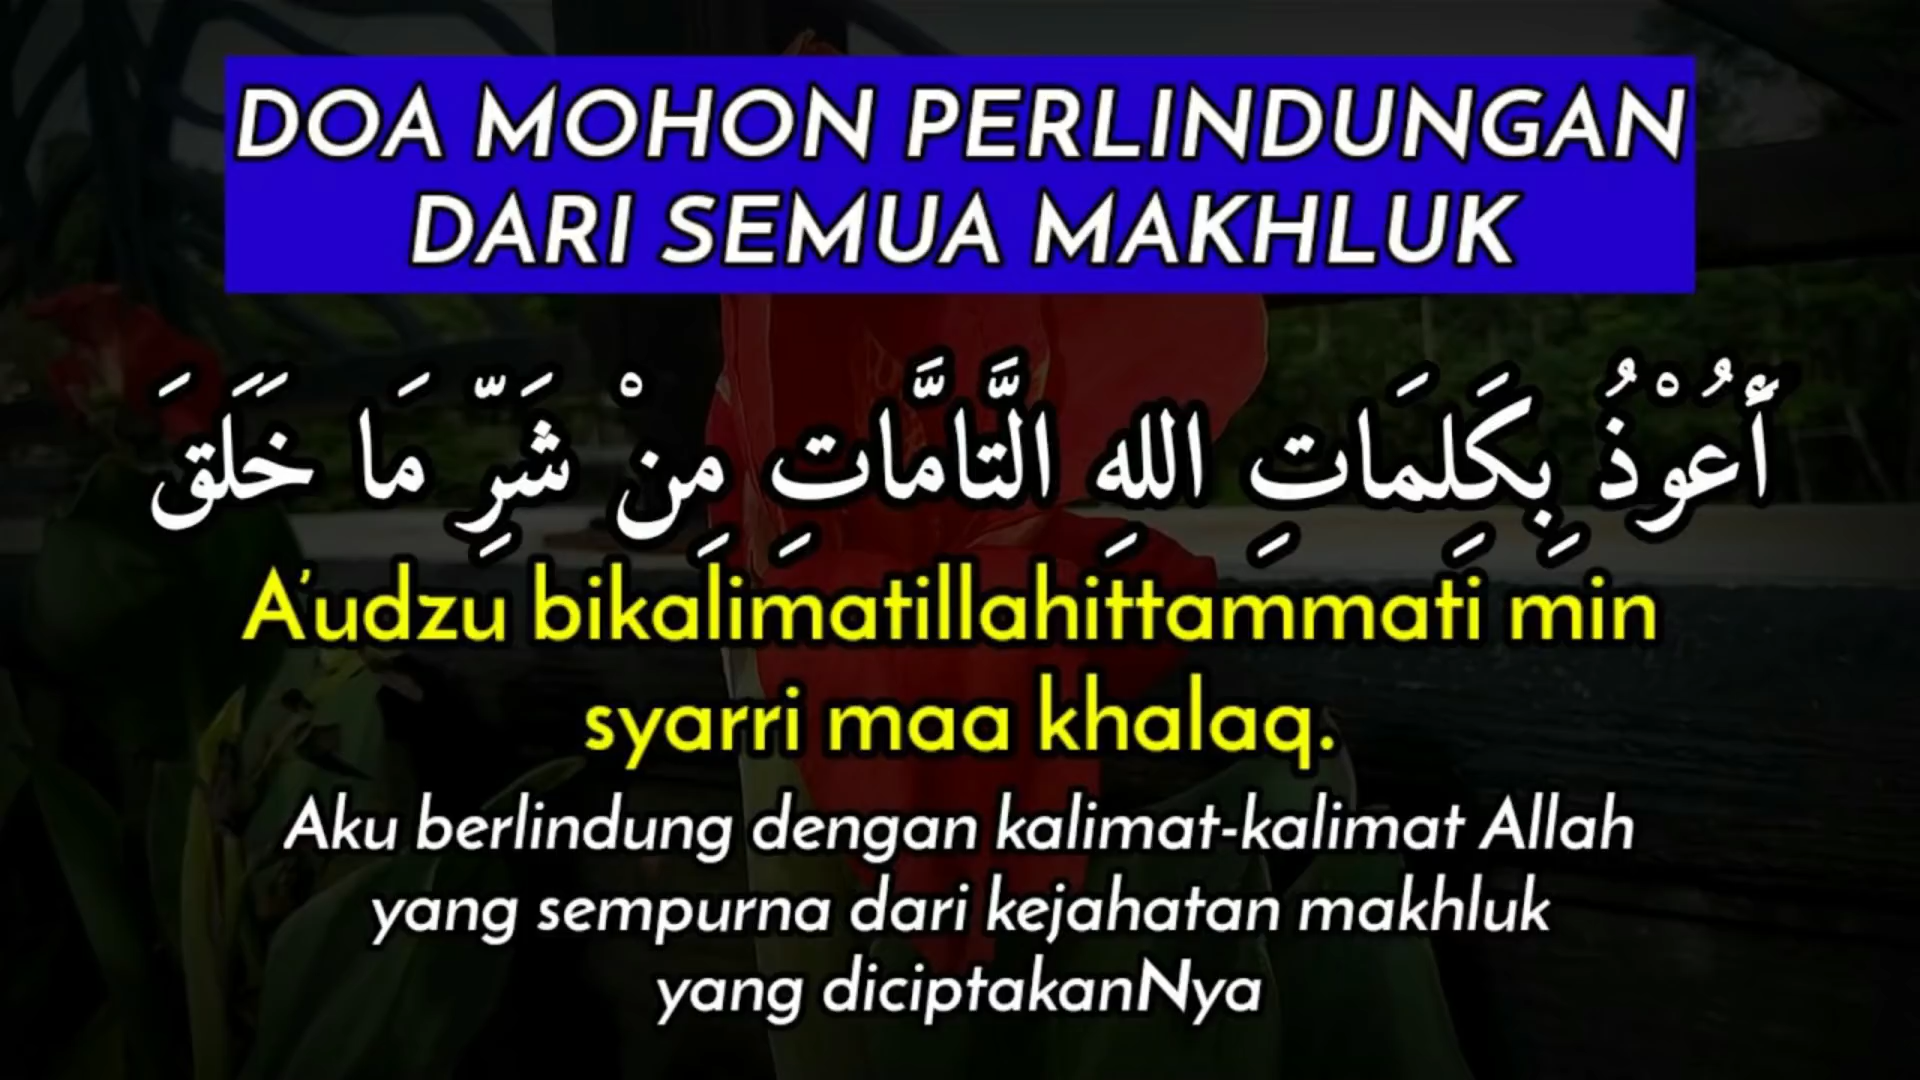 DOA MOHON PERLINDUNGAN
DARI SEMUA MAKHLUK
أَعُوْذُ بِكَلِمَاتِ اللهِ التَّامَّاتِ مِنْ شَرِّ مَا خَلَقَ
A'udzu bikalimatillahittammati min
syarri maa khalaq.
Aku berlindung dengan kalimat-kalimat Allah
yang sempurna dari kejahatan makhluk
yang diciptakanNya